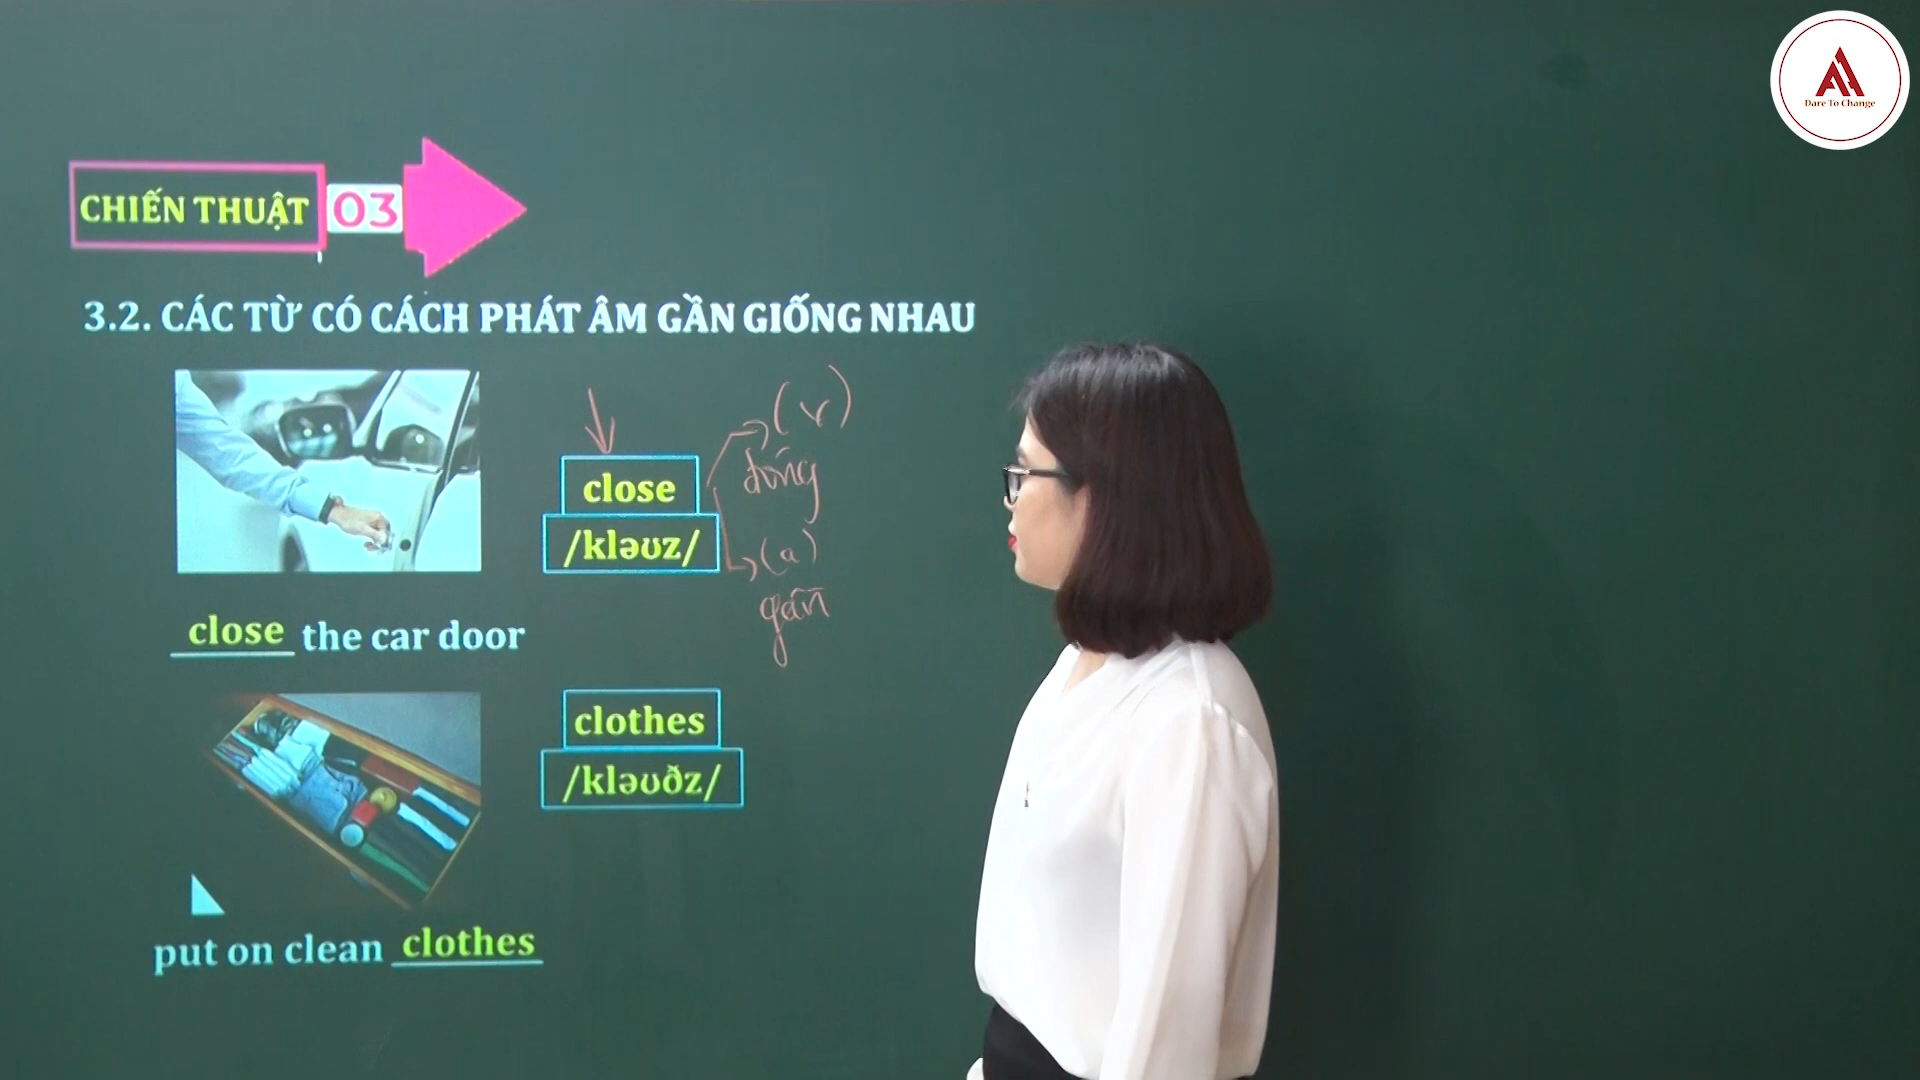 Dare To Change
CHIẾN THUẬT 03
3.2. CÁC TỪ CÓ CÁCH PHÁT ÂM GẦN GIỐNG NHAU
close
/kləʊz/
(v)
đóng
(a)
gần
close the car door
clothes
/kləʊðz/
put on clean clothes